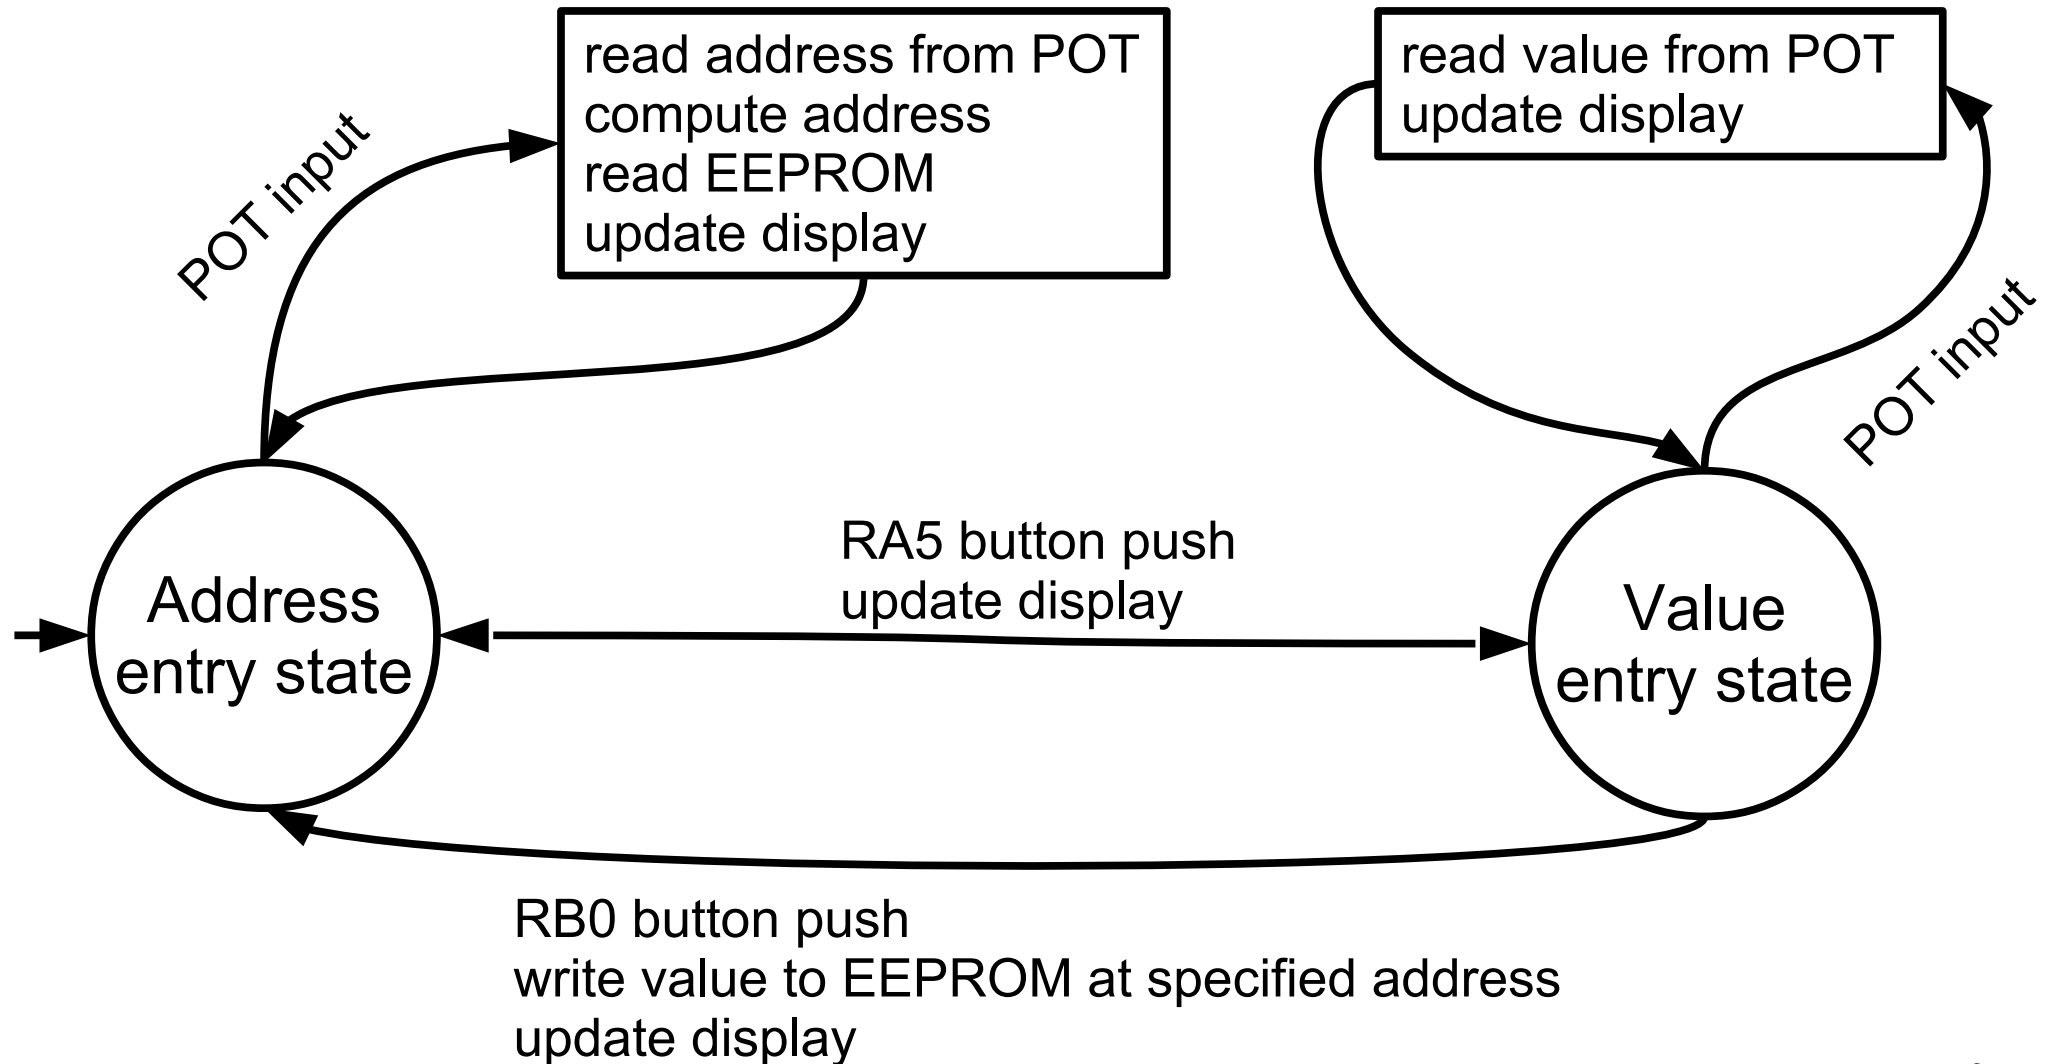 read address from POT
compute address
read EEPROM
update display
read value from POT
update display
POT input
POT input
RA5 button push
update display
Address
entry state
Value
entry state
RB0 button push
write value to EEPROM at specified address
update display